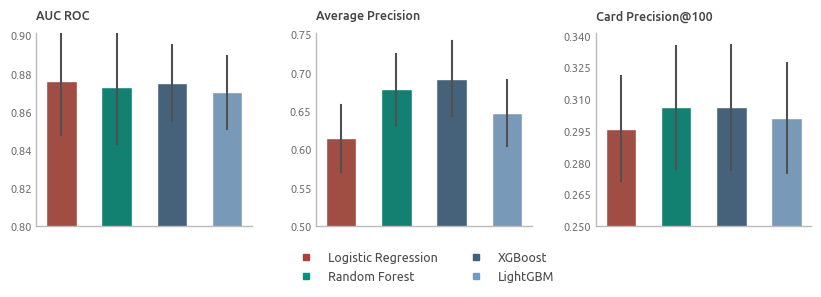 AUC ROC
0.90
0.88
0.86
0.84
0.82
0.80
Average Precision
0.75
0.70
0.65
0.60
0.55
0.50
Card Precision@100
0.340
0.325
0.310
0.295
0.280
0.265
0.250
Logistic Regression
Random Forest
XGBoost
LightGBM